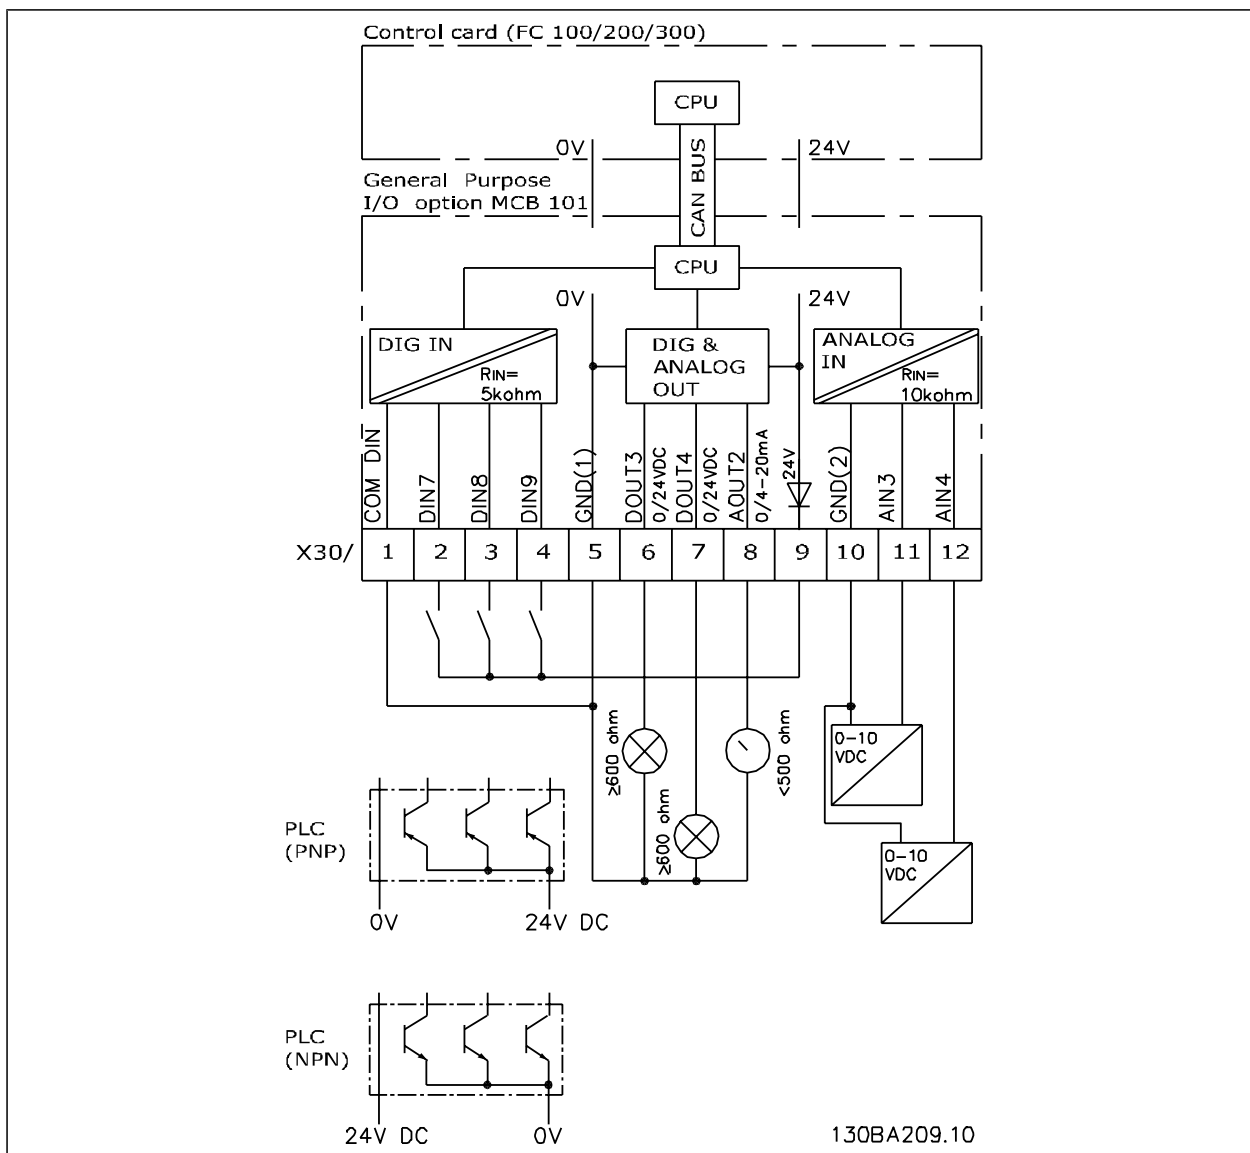 Control card (FC 100/200/300)
CPU
0V
24V
CAN BUS
General Purpose
I/O option MCB 101
CPU
0V
24V
DIG IN
RIN=
5kohm
DIG &
ANALOG
OUT
ANALOG
IN
RIN=
10kohm
COM DIN
DIN7
DIN8
DIN9
GND(1)
DOUT3
0/24VDC
DOUT4
0/24VDC
AOUT2
0/4-20mA
24V
GND(2)
AIN3
AIN4
X30/ 1 2 3 4 5 6 7 8 9 10 11 12
≥600 ohm
≥600 ohm
<500 ohm
0-10
VDC
0-10
VDC
PLC
(PNP)
0V
24V DC
PLC
(NPN)
24V DC
0V
130BA209.10